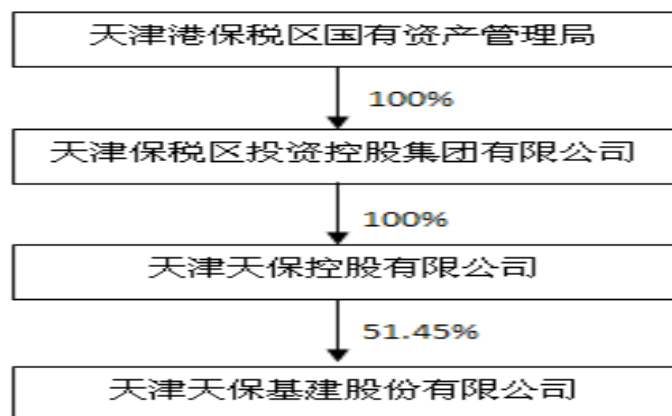 天津港保税区国有资产管理局
100%
天津保税区投资控股集团有限公司
100%
天津天保控股有限公司
51.45%
天津天保基建股份有限公司